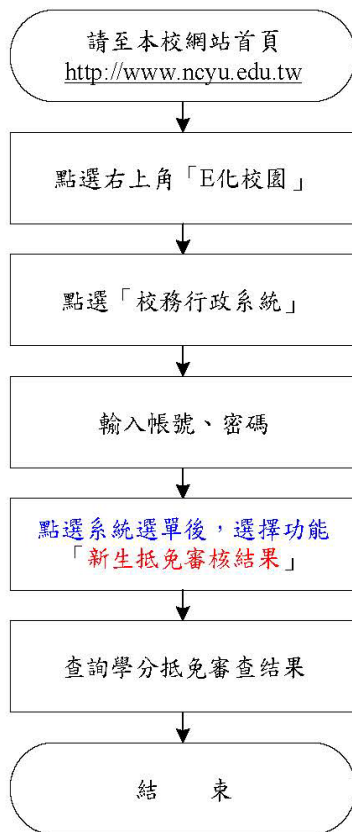 請至本校網站首頁
http://www.ncyu.edu.tw
點選右上角「E化校園」
點選「校務行政系統」
輸入帳號、密碼
點選系統選單後，選擇功能
「新生抵免審核結果」
查詢學分抵免審查結果
結 束